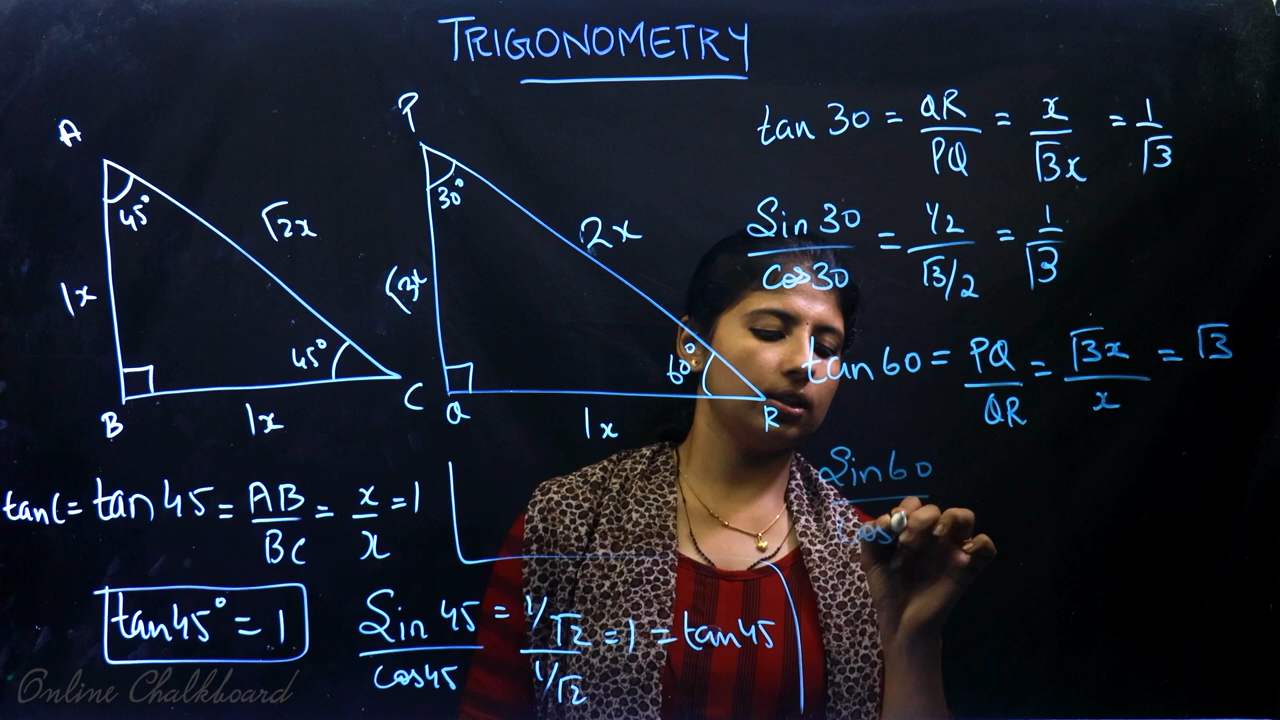 TRIGONOMETRY
A
45°
1x
√2x
45°
B
1x
C
P
30°
√3x
2x
60°
Q
1x
R
tan 30 = QR/PQ = x/√3x = 1/√3
Sin 30/cos 30 = 1/2/√3/2 = 1/√3
tan 60 = PQ/QR = √3x/x = √3
Sin 60
cos
tan C = tan 45 = AB/BC = x/x = 1
tan 45° = 1
Sin 45/cos 45 = 1/√2/1/√2 = 1 = tan 45
Online Chalkboard